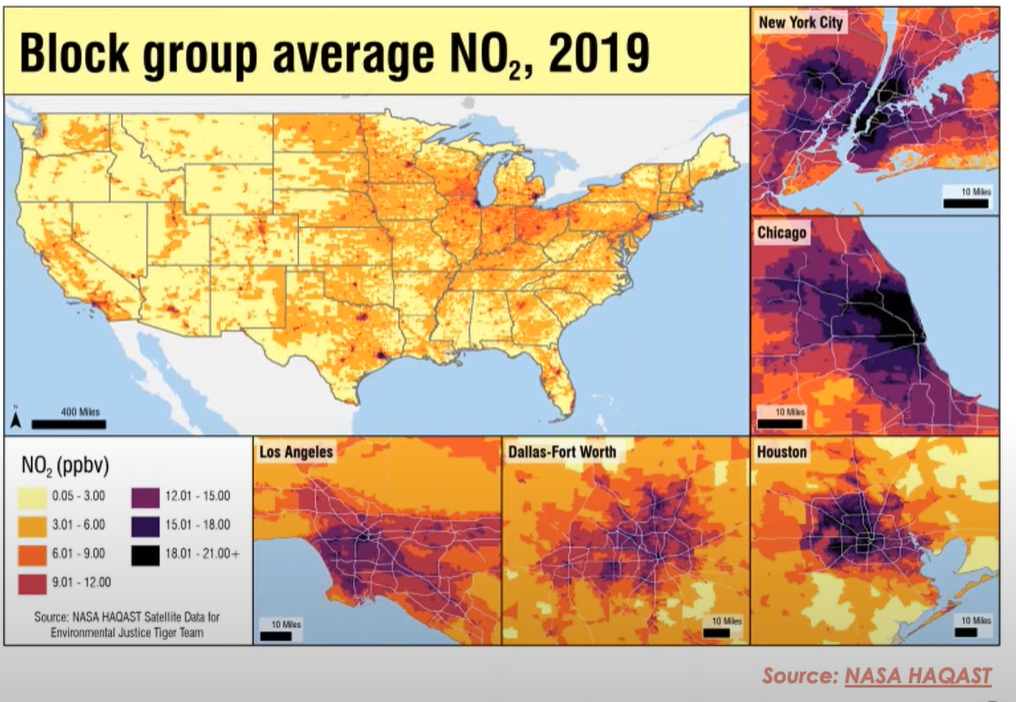 Block group average NO₂, 2019
New York City
10 Miles
Chicago
10 Miles
N
400 Miles
NO₂ (ppbv)
0.05 - 3.00
3.01 - 6.00
6.01 - 9.00
9.01 - 12.00
12.01 - 15.00
15.01 - 18.00
18.01 - 21.00+
Source: NASA HAQAST Satellite Data for
Environmental Justice Tiger Team
Los Angeles
10 Miles
Dallas-Fort Worth
10 Miles
Houston
10 Miles
Source: NASA HAQAST